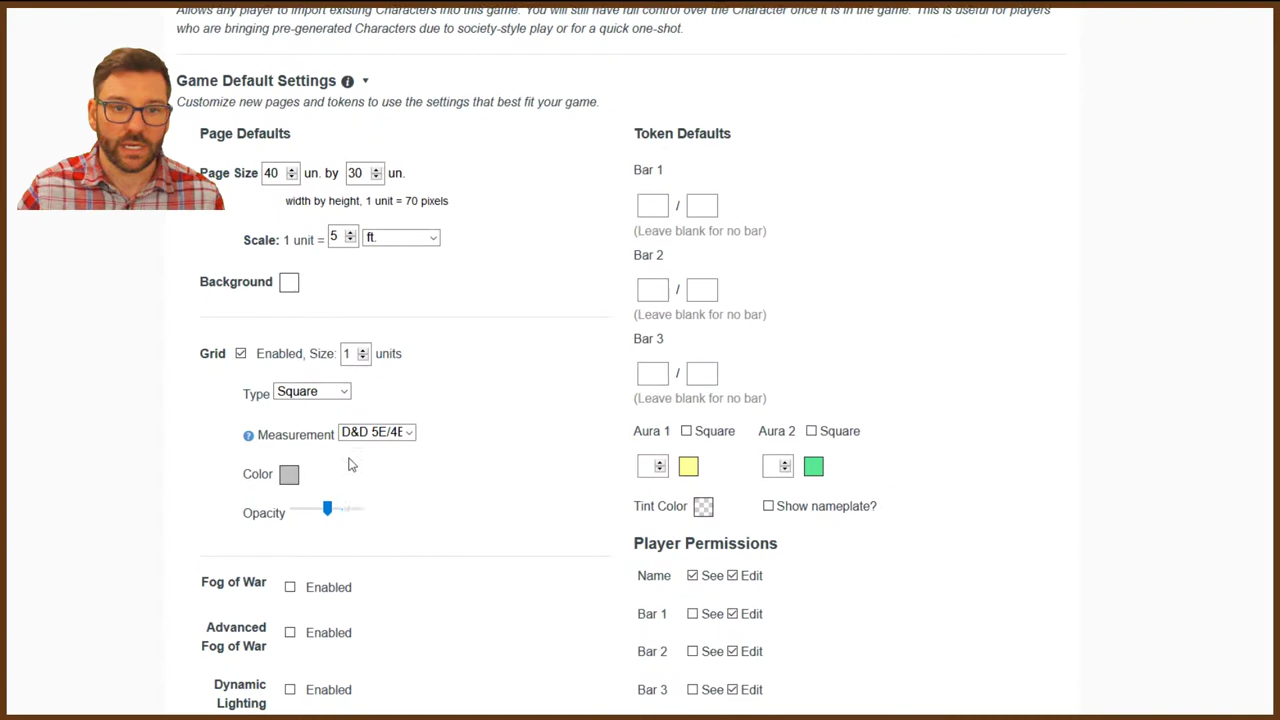 Allows any player to import existing Characters into this game. You will still have full control over the Character once it is in the game. This is useful for players
who are bringing pre-generated Characters due to society-style play or for a quick one-shot.
Game Default Settings
Customize new pages and tokens to use the settings that best fit your game.
Page Defaults
Page Size 40 un. by 30 un.
width by height, 1 unit = 70 pixels
Scale: 1 unit = 5 ft.
Background
Grid Enabled, Size: 1 units
Type Square
Measurement D&D 5E/4E
Color
Opacity
Fog of War Enabled
Advanced Fog of War Enabled
Dynamic Lighting Enabled
Token Defaults
Bar 1
/
(Leave blank for no bar)
Bar 2
/
(Leave blank for no bar)
Bar 3
/
(Leave blank for no bar)
Aura 1 Square Aura 2 Square
Tint Color Show nameplate?
Player Permissions
Name See Edit
Bar 1 See Edit
Bar 2 See Edit
Bar 3 See Edit